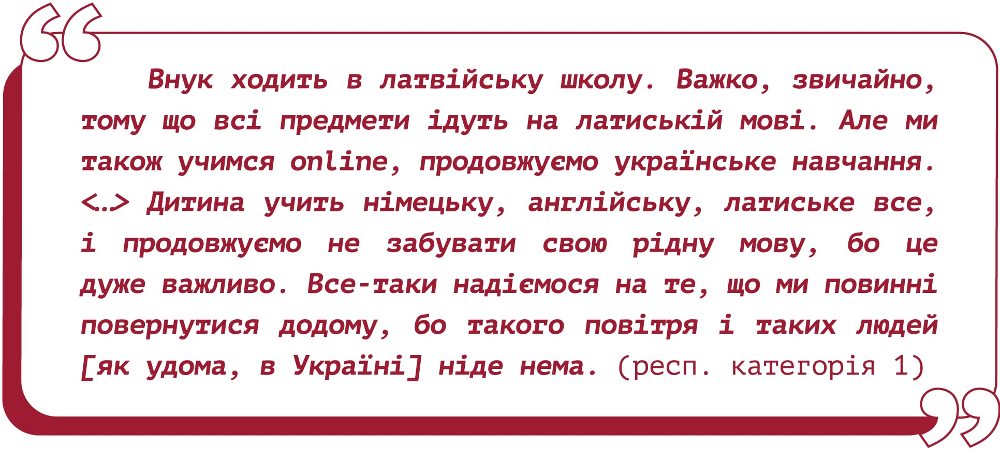 Внук ходить в латвійську школу. Важко, звичайно,
тому що всі предмети ідуть на латиській мові. Але ми
також учимся online, продовжуємо українське навчання.
<…> Дитина учить німецьку, англійську, латиське все,
і продовжуємо не забувати свою рідну мову, бо це
дуже важливо. Все-таки надіємося на те, що ми повинні
повернутися додому, бо такого повітря і таких людей
[як удома, в Україні] ніде нема. (респ. категорія 1)